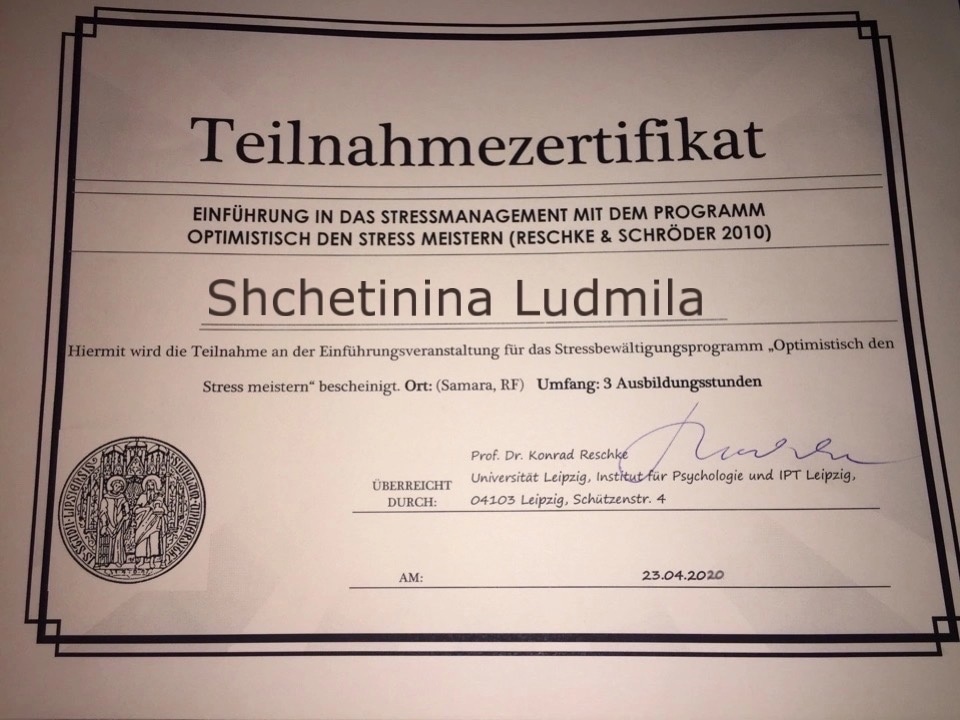 Teilnahmezertifikat
EINFÜHRUNG IN DAS STRESSMANAGEMENT MIT DEM PROGRAMM
OPTIMISTISCH DEN STRESS MEISTERN (RESCHKE & SCHRÖDER 2010)
Shchetinina Ludmila
Hiermit wird die Teilnahme an der Einführungsveranstaltung für das Stressbewältigungsprogramm „Optimistisch den
Stress meistern“ bescheinigt. Ort: (Samara, RF) Umfang: 3 Ausbildungsstunden
ÜBERREICHT
DURCH:
Prof. Dr. Konrad Reschke
Universität Leipzig, Institut für Psychologie und IPT Leipzig,
04103 Leipzig, Schützenstr. 4
AM: 23.04.2020